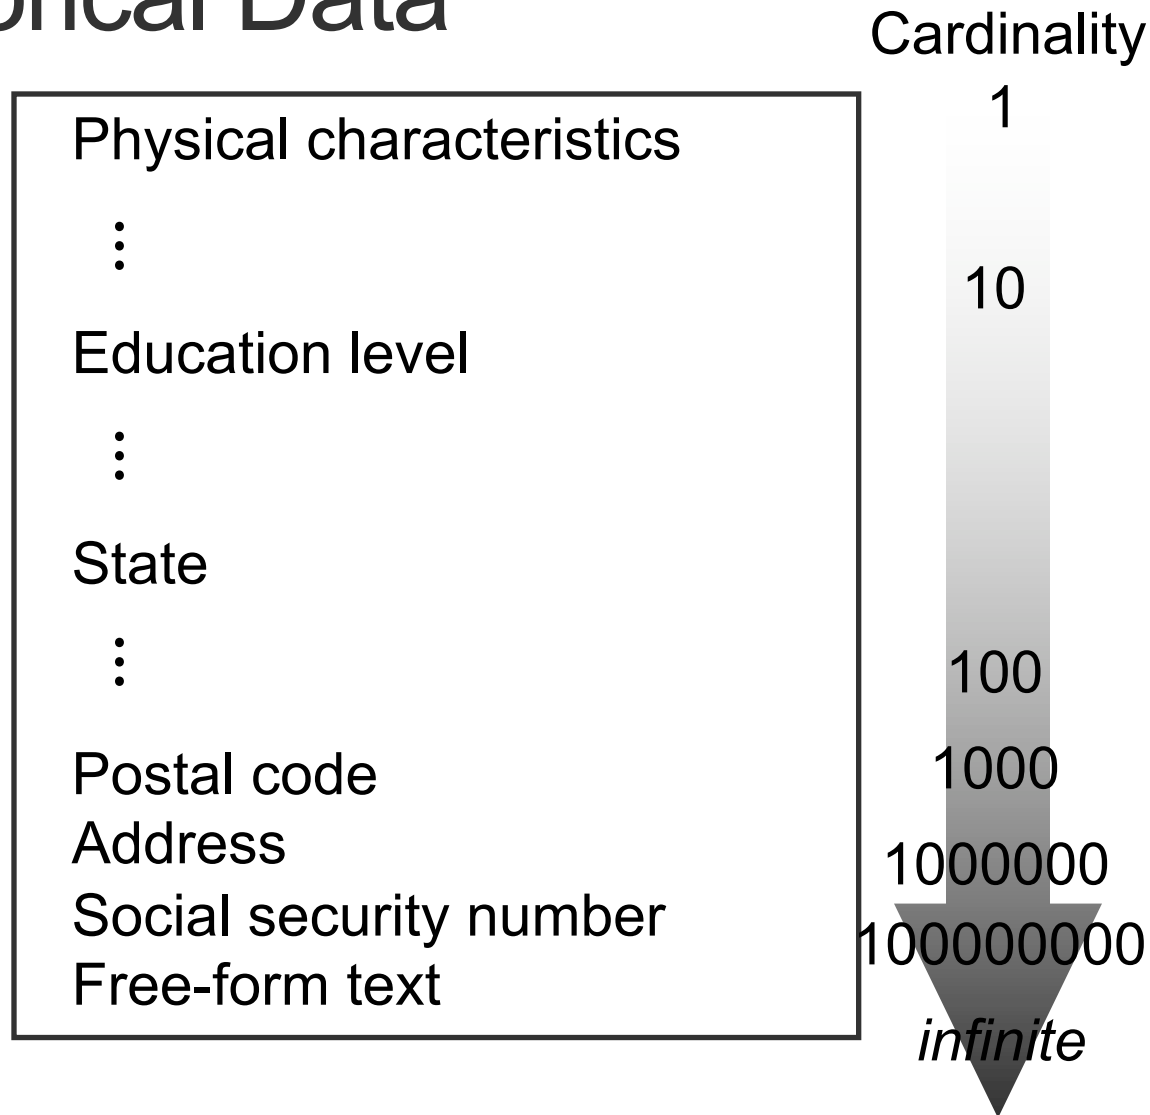 Data
Cardinality
Physical characteristics
⋮
Education level
⋮
State
⋮
Postal code
Address
Social security number
Free-form text
1
10
100
1000
1000000
100000000
infinite